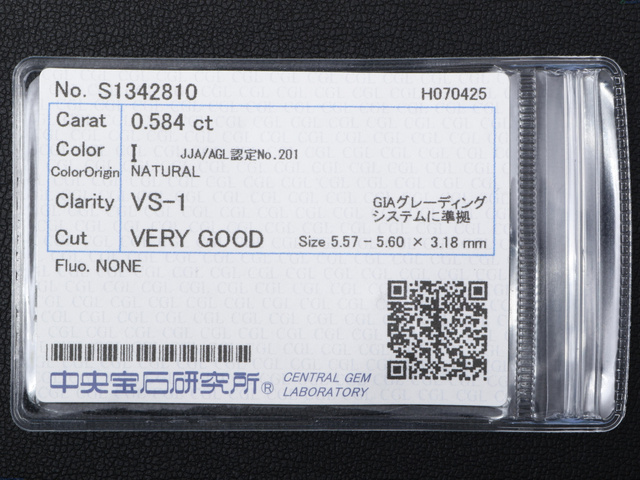 No. S1342810 H070425
Carat 0.584 ct
Color I JJA/AGL認定No.201
ColorOrigin NATURAL
Clarity VS-1 GIAグレーディング
システムに準拠
Cut VERY GOOD Size 5.57 - 5.60 × 3.18 mm
Fluo. NONE
中央宝石研究所® CENTRAL GEM
LABORATORY